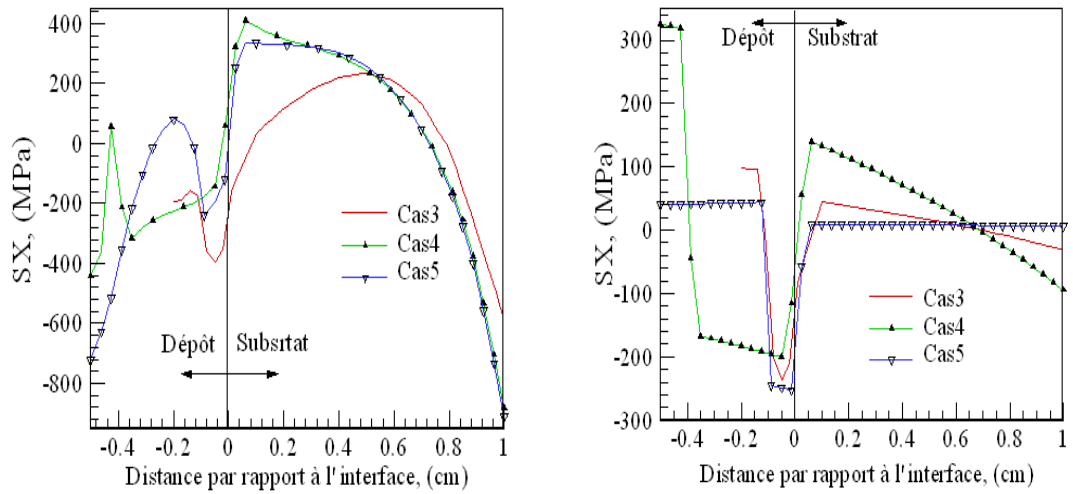 400
200
0
-200
-400
-600
-800
SX, (MPa)
Cas3
Cas4
Cas5
Dépôt
Subsrtat
-0.4
-0.2
0
0.2
0.4
0.6
0.8
1
Distance par rapport à l'interface, (cm)
300
200
100
0
-100
-200
-300
SX, (MPa)
Dépôt
Substrat
Cas3
Cas4
Cas5
-0.4
-0.2
0
0.2
0.4
0.6
0.8
1
Distance par rapport à l'interface, (cm)